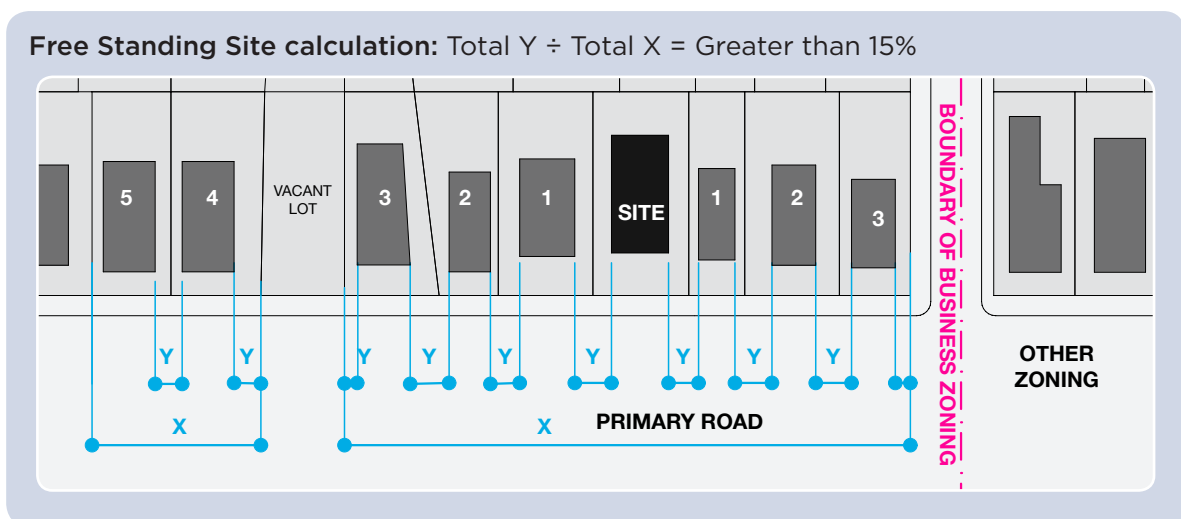 Free Standing Site calculation: Total Y ÷ Total X = Greater than 15%
5
4
VACANT
LOT
3
2
1
SITE
1
2
3
BOUNDARY OF BUSINESS ZONING
Y
Y
Y
Y
Y
Y
Y
Y
Y
OTHER
ZONING
X
X
PRIMARY ROAD